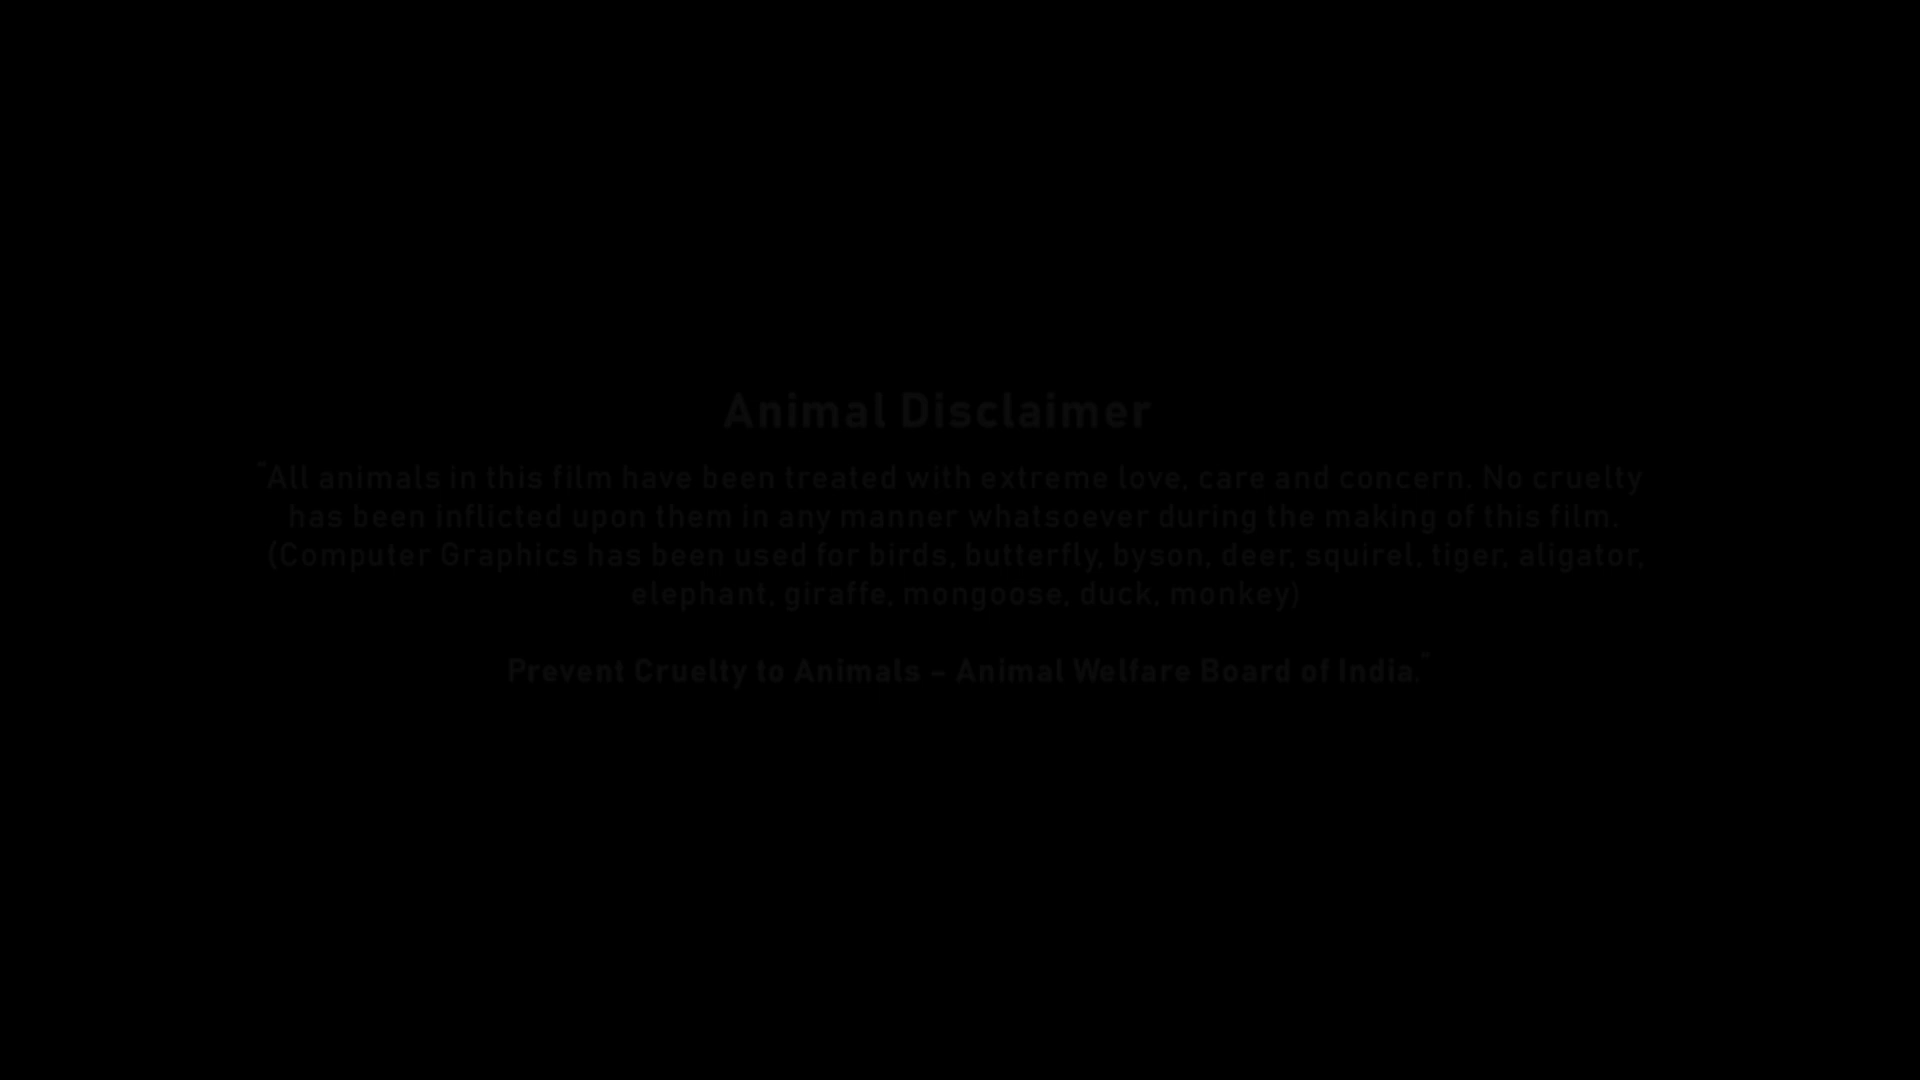 Animal Disclaimer
"All animals in this film have been treated with extreme love, care and concern. No cruelty
has been inflicted upon them in any manner whatsoever during the making of this film.
(Computer Graphics has been used for birds, butterfly, byson, deer, squirel, tiger, aligator,
elephant, giraffe, mongoose, duck, monkey)
Prevent Cruelty to Animals – Animal Welfare Board of India."